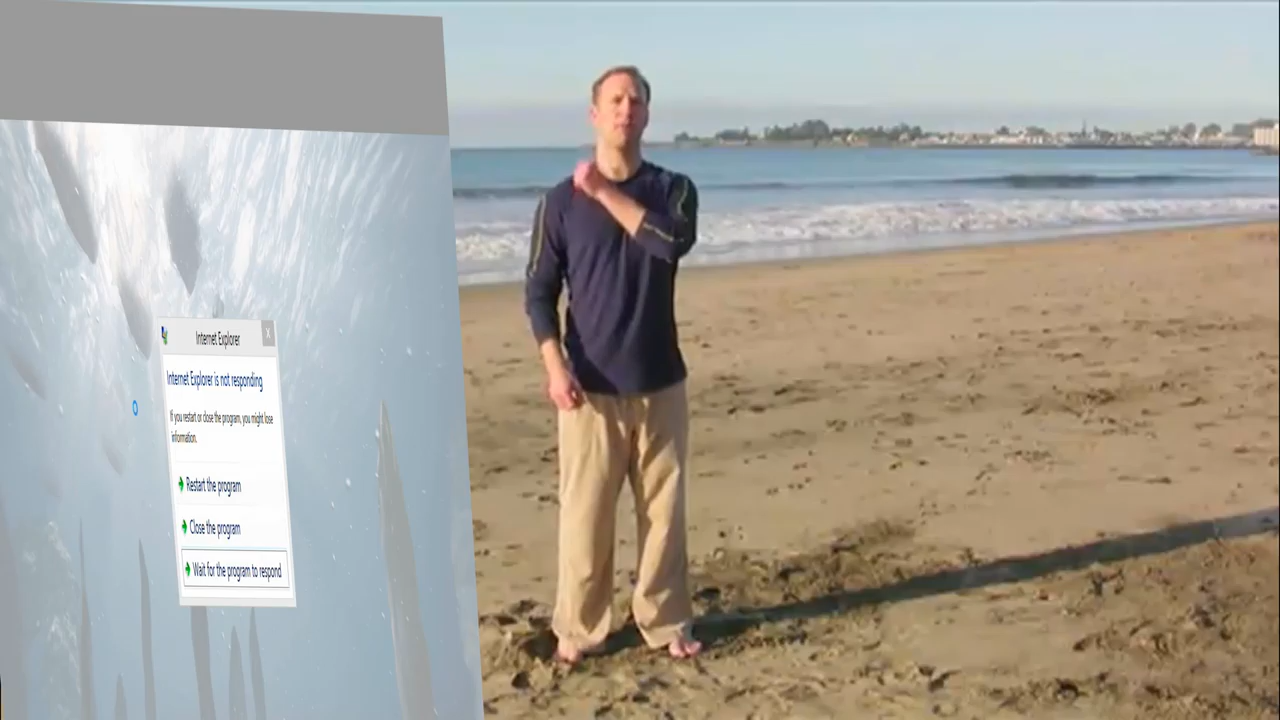 Internet Explorer
Internet Explorer is not responding
If you restart or close the program, you might lose
information.
Restart the program
Close the program
Wait for the program to respond